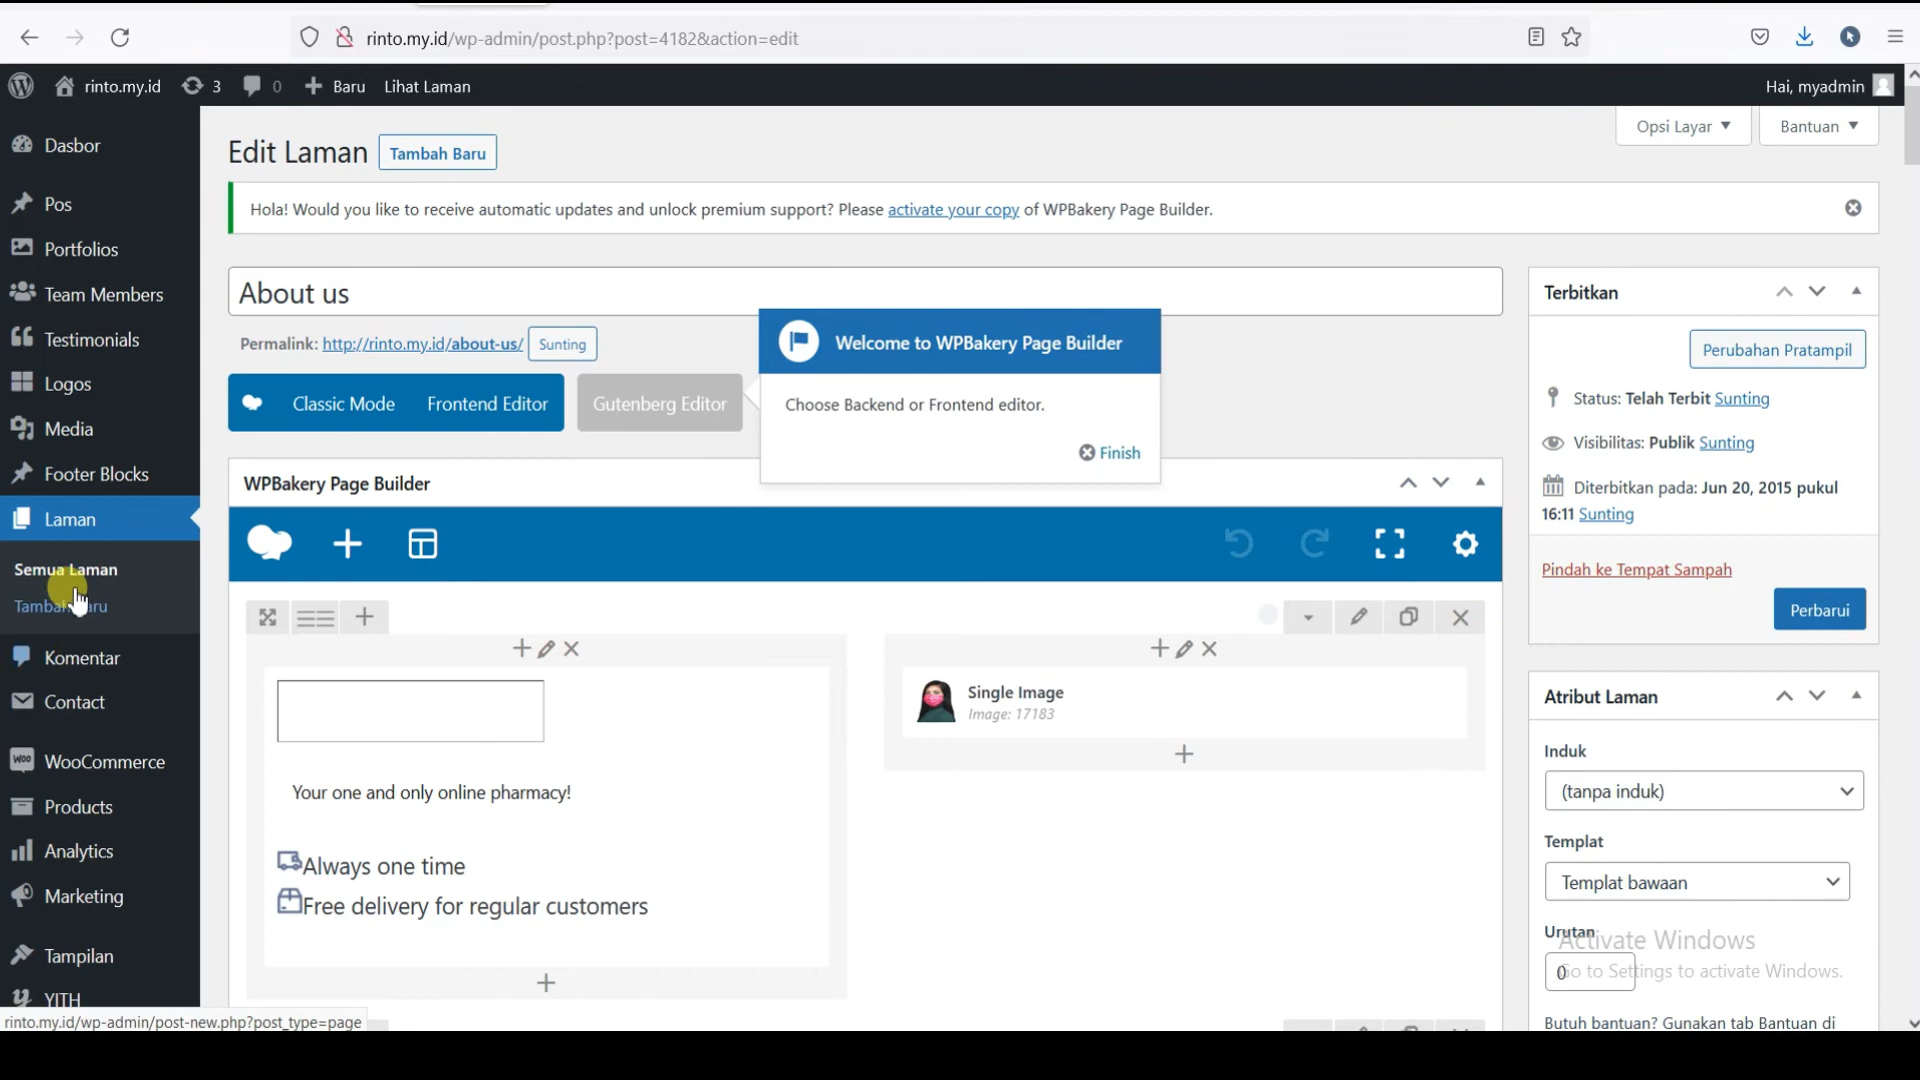 rinto.my.id/wp-admin/post.php?post=4182&action=edit
rinto.my.id 3 0 Baru Lihat Laman Hai, myadmin
Opsi Layar Bantuan
Edit Laman Tambah Baru
Hola! Would you like to receive automatic updates and unlock premium support? Please activate your copy of WPBakery Page Builder.
Dasbor
Pos
Portfolios
Team Members
Testimonials
Logos
Media
Footer Blocks
Laman
Semua Laman
Komentar
Contact
WooCommerce
Products
Analytics
Marketing
Tampilan
YITH
rinto.my.id/wp-admin/post-new.php?post_type=page
About us
Permalink: http://rinto.my.id/about-us/ Sunting
Classic Mode Frontend Editor Gutenberg Editor
Welcome to WPBakery Page Builder
Choose Backend or Frontend editor.
Finish
WPBakery Page Builder
Your one and only online pharmacy!
Always one time
Free delivery for regular customers
Single Image
Image: 17183
Terbitkan
Perubahan Pratampil
Status: Telah Terbit Sunting
Visibilitas: Publik Sunting
Diterbitkan pada: Jun 20, 2015 pukul
16:11 Sunting
Pindah ke Tempat Sampah
Perbarui
Atribut Laman
Induk
(tanpa induk)
Templat
Templat bawaan
Urutan
0
Activate Windows
Go to Settings to activate Windows.
Butuh bantuan? Gunakan tab Bantuan di